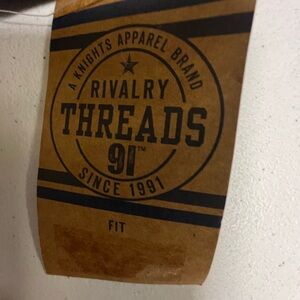 A KNIGHTS APPAREL BRAND
RIVALRY
THREADS
91™
SINCE 1991
FIT